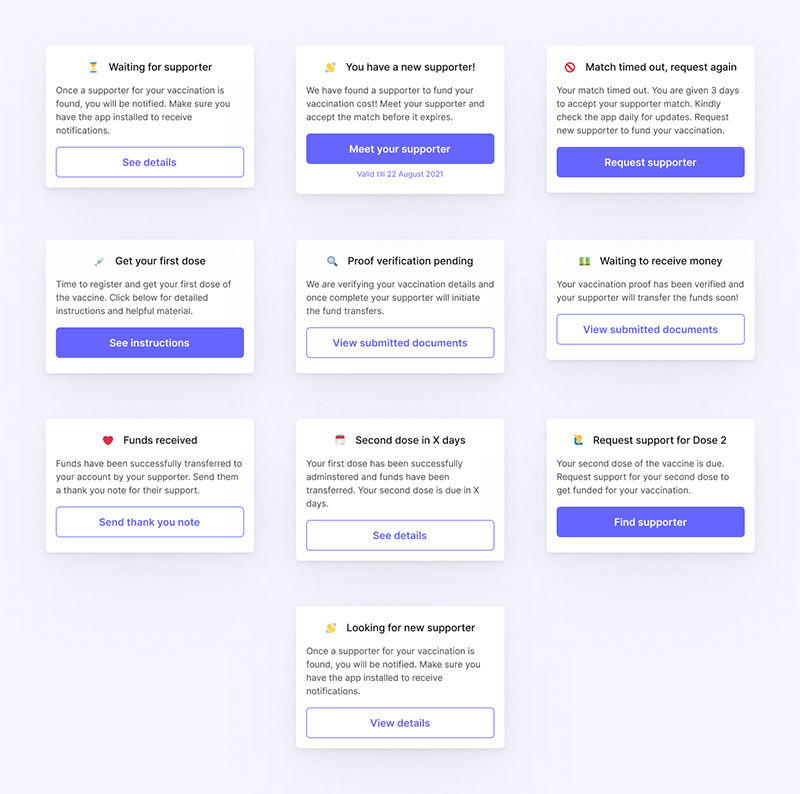 Waiting for supporter
Once a supporter for your vaccination is
found, you will be notified. Make sure you
have the app installed to receive
notifications.
See details
You have a new supporter!
We have found a supporter to fund your
vaccination cost! Meet your supporter and
accept the match before it expires.
Meet your supporter
Valid till 22 August 2021
Match timed out, request again
Your match timed out. You are given 3 days
to accept your supporter match. Kindly
check the app daily for updates. Request
new supporter to fund your vaccination.
Request supporter
Get your first dose
Time to register and get your first dose of
the vaccine. Click below for detailed
instructions and helpful material.
See instructions
Proof verification pending
We are verifying your vaccination details and
once complete your supporter will initiate
the fund transfers.
View submitted documents
Waiting to receive money
Your vaccination proof has been verified and
your supporter will transfer the funds soon!
View submitted documents
Funds received
Funds have been successfully transferred to
your account by your supporter. Send them
a thank you note for their support.
Send thank you note
Second dose in X days
Your first dose has been successfully
adminstered and funds have been
transferred. Your second dose is due in X
days.
See details
Request support for Dose 2
Your second dose of the vaccine is due.
Request support for your second dose to
get funded for your vaccination.
Find supporter
Looking for new supporter
Once a supporter for your vaccination is
found, you will be notified. Make sure you
have the app installed to receive
notifications.
View details